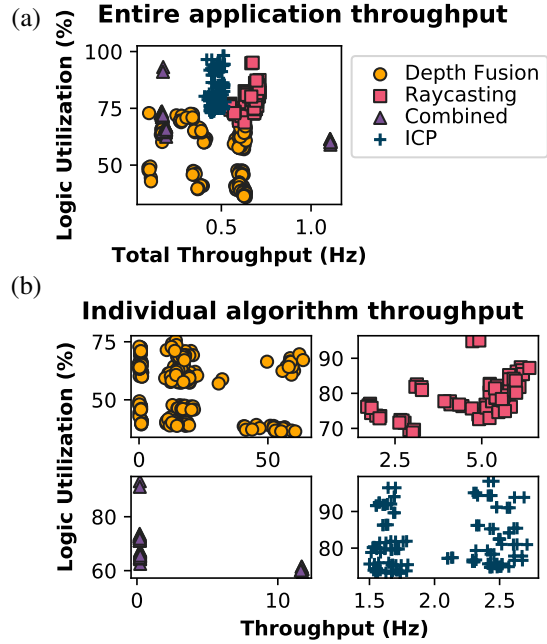 (a)
Entire application throughput
Logic Utilization (%)
100
75
50
0.5
1.0
Total Throughput (Hz)
Depth Fusion
Raycasting
Combined
ICP
(b)
Individual algorithm throughput
Logic Utilization (%)
75
50
0
50
90
80
70
2.5
5.0
80
60
0
10
90
80
1.5
2.0
2.5
Throughput (Hz)